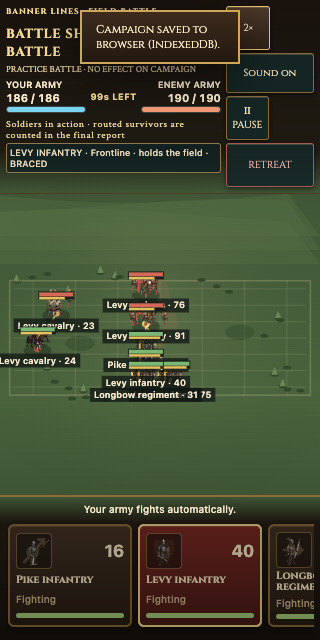 BANNER LINES
CAMPAIGN SAVED TO
BROWSER (INDEXEDDB).
2×
BATTLE SH
BATTLE
PRACTICE BATTLE · NO EFFECT ON CAMPAIGN
YOUR ARMY
186 / 186
99s LEFT
ENEMY ARMY
190 / 190
Soldiers in action · routed survivors are
counted in the final report
LEVY INFANTRY · Frontline · holds the field ·
BRACED
SOUND ON
II
PAUSE
RETREAT
Levy · 76
Levy cavalry · 23
Levy · 91
Levy cavalry · 24
Pike
Levy infantry · 40
Longbow regiment · 31 75
Your army fights automatically.
16
PIKE INFANTRY
Fighting
40
LEVY INFANTRY
Fighting
LONGB
REGIME
Fighting